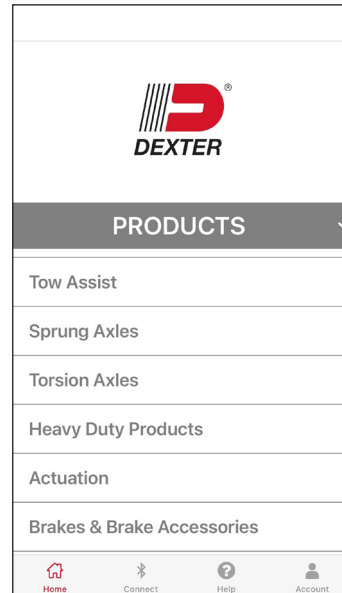 ®
DEXTER
PRODUCTS
Tow Assist
Sprung Axles
Torsion Axles
Heavy Duty Products
Actuation
Brakes & Brake Accessories
Home Connect Help Account